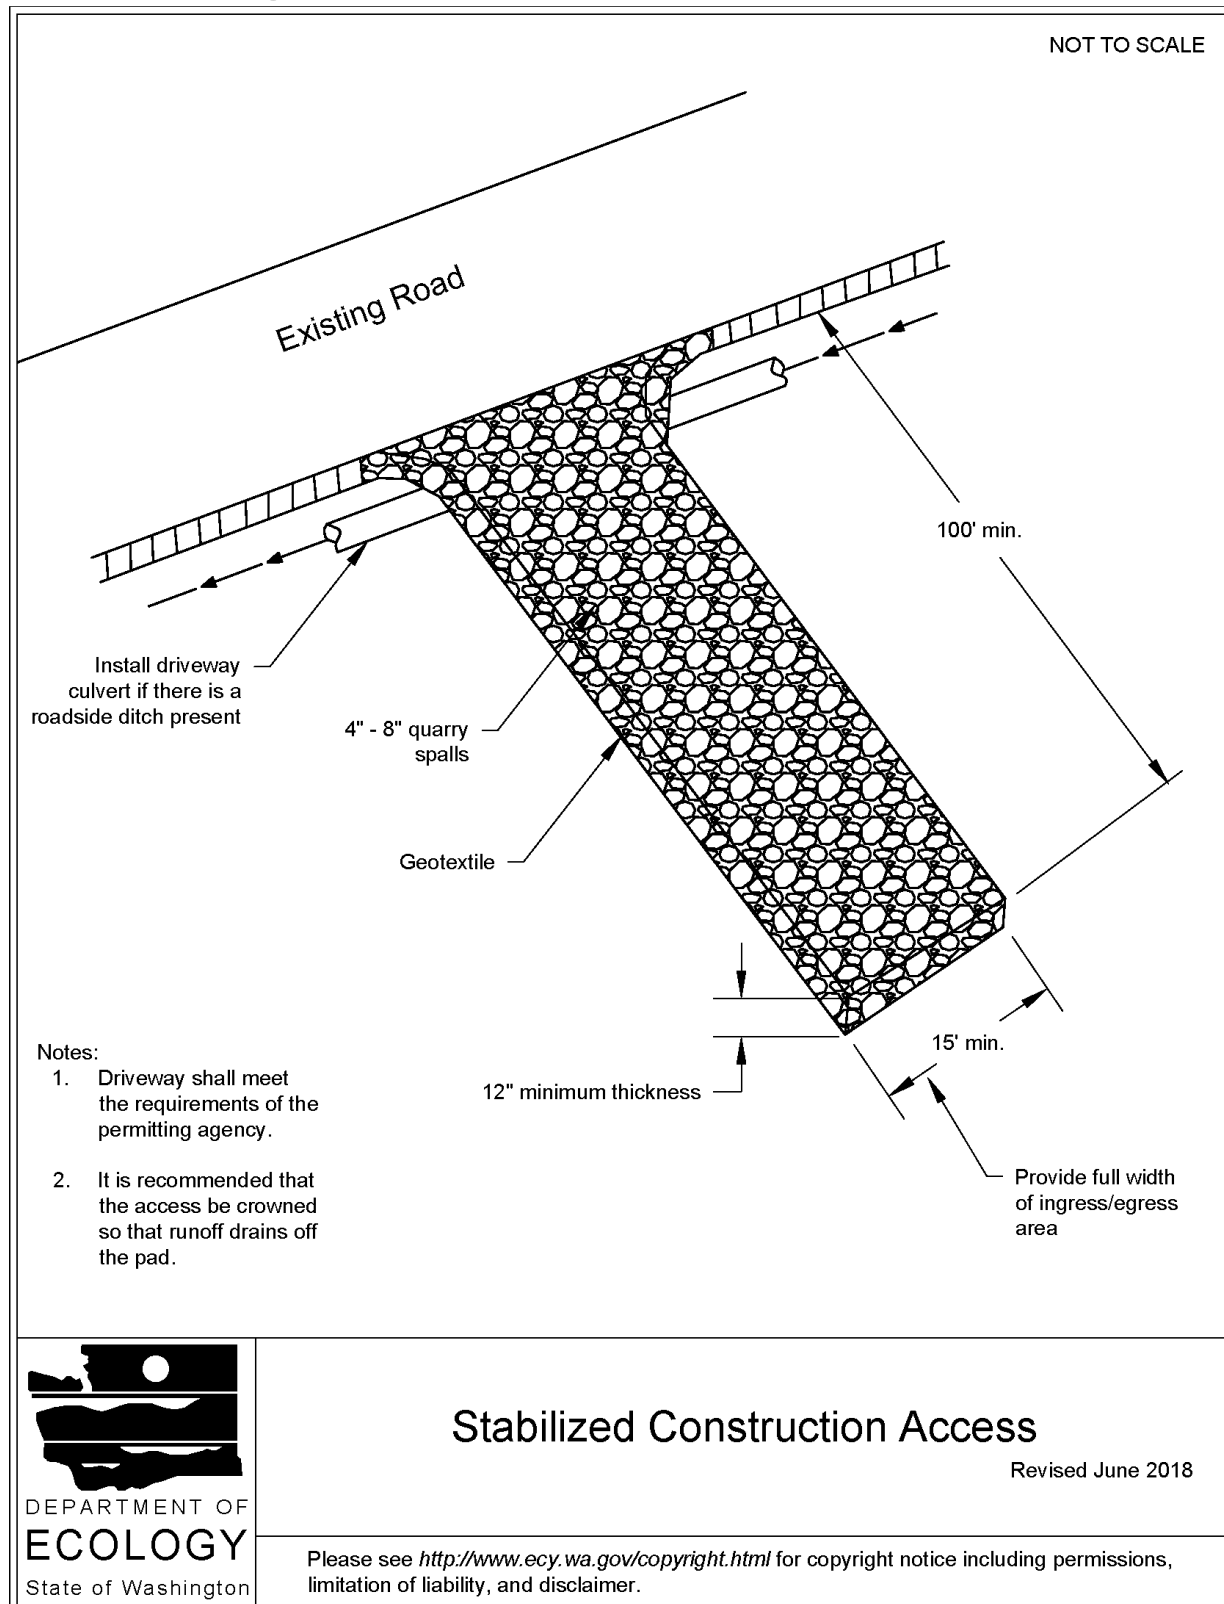 NOT TO SCALE
Existing Road
100' min.
Install driveway
culvert if there is a
roadside ditch present
4" - 8" quarry
spalls
Geotextile
15' min.
12" minimum thickness
Provide full width
of ingress/egress
area
Notes:
1. Driveway shall meet
the requirements of the
permitting agency.
2. It is recommended that
the access be crowned
so that runoff drains off
the pad.
DEPARTMENT OF
ECOLOGY
State of Washington
Stabilized Construction Access
Revised June 2018
Please see http://www.ecy.wa.gov/copyright.html for copyright notice including permissions,
limitation of liability, and disclaimer.